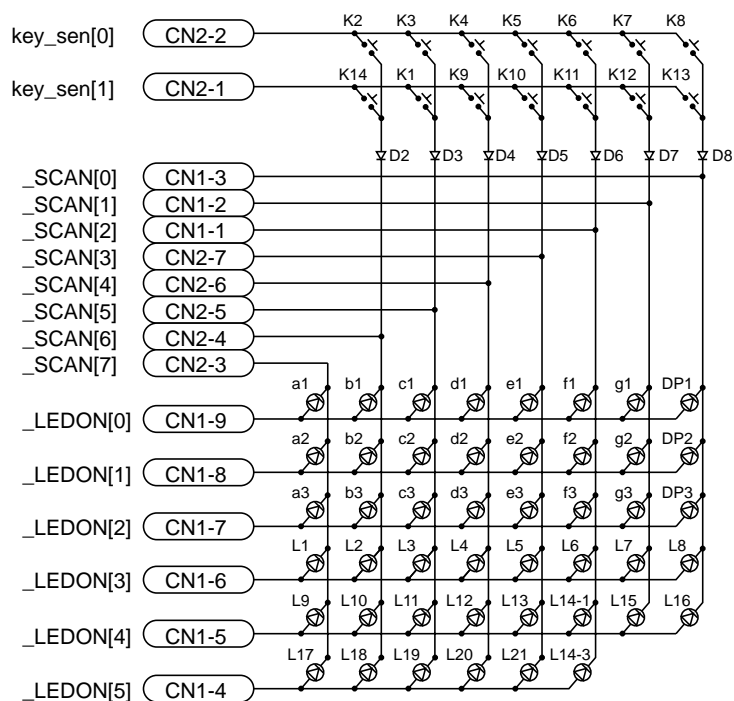 K2 K3 K4 K5 K6 K7 K8
key_sen[0] CN2-2
K14 K1 K9 K10 K11 K12 K13
key_sen[1] CN2-1
D2 D3 D4 D5 D6 D7 D8
_SCAN[0] CN1-3
_SCAN[1] CN1-2
_SCAN[2] CN1-1
_SCAN[3] CN2-7
_SCAN[4] CN2-6
_SCAN[5] CN2-5
_SCAN[6] CN2-4
_SCAN[7] CN2-3
a1 b1 c1 d1 e1 f1 g1 DP1
_LEDON[0] CN1-9
a2 b2 c2 d2 e2 f2 g2 DP2
_LEDON[1] CN1-8
a3 b3 c3 d3 e3 f3 g3 DP3
_LEDON[2] CN1-7
L1 L2 L3 L4 L5 L6 L7 L8
_LEDON[3] CN1-6
L9 L10 L11 L12 L13 L14-1 L15 L16
_LEDON[4] CN1-5
L17 L18 L19 L20 L21 L14-3
_LEDON[5] CN1-4